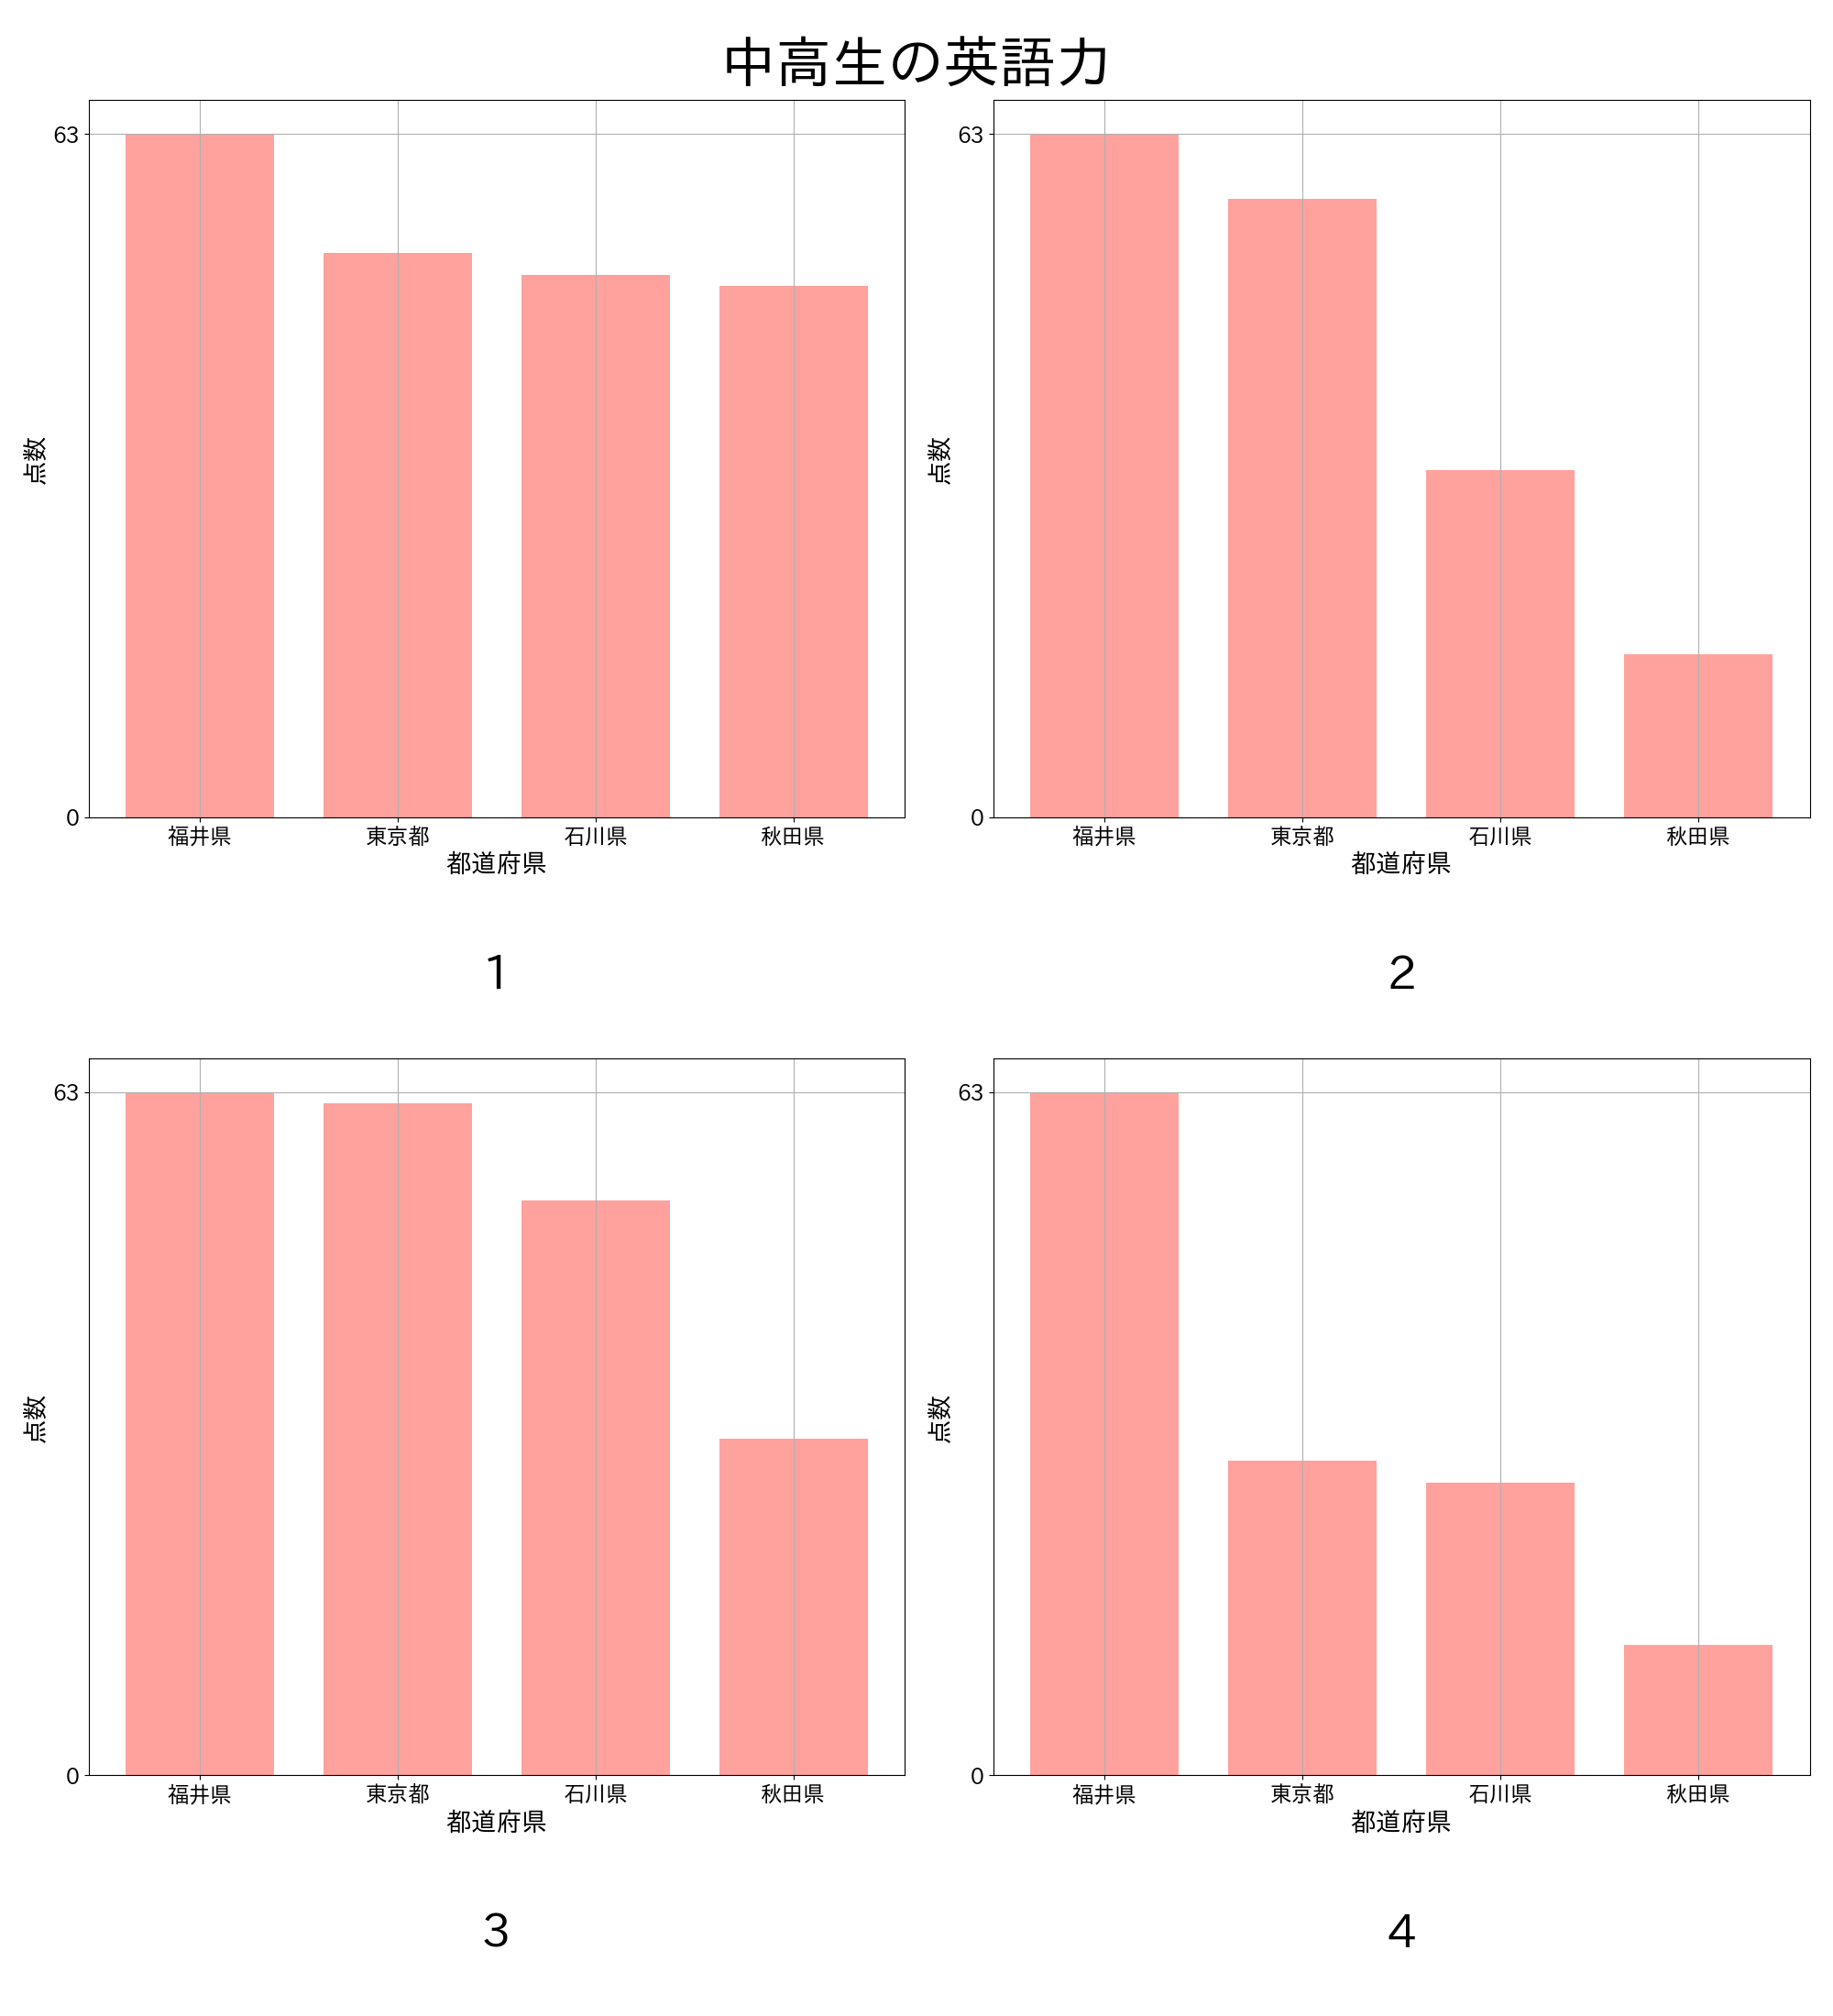 中高生の英語力
63
0
点数
福井県 東京都 石川県 秋田県
都道府県
1
63
0
点数
福井県 東京都 石川県 秋田県
都道府県
2
63
0
点数
福井県 東京都 石川県 秋田県
都道府県
3
63
0
点数
福井県 東京都 石川県 秋田県
都道府県
4